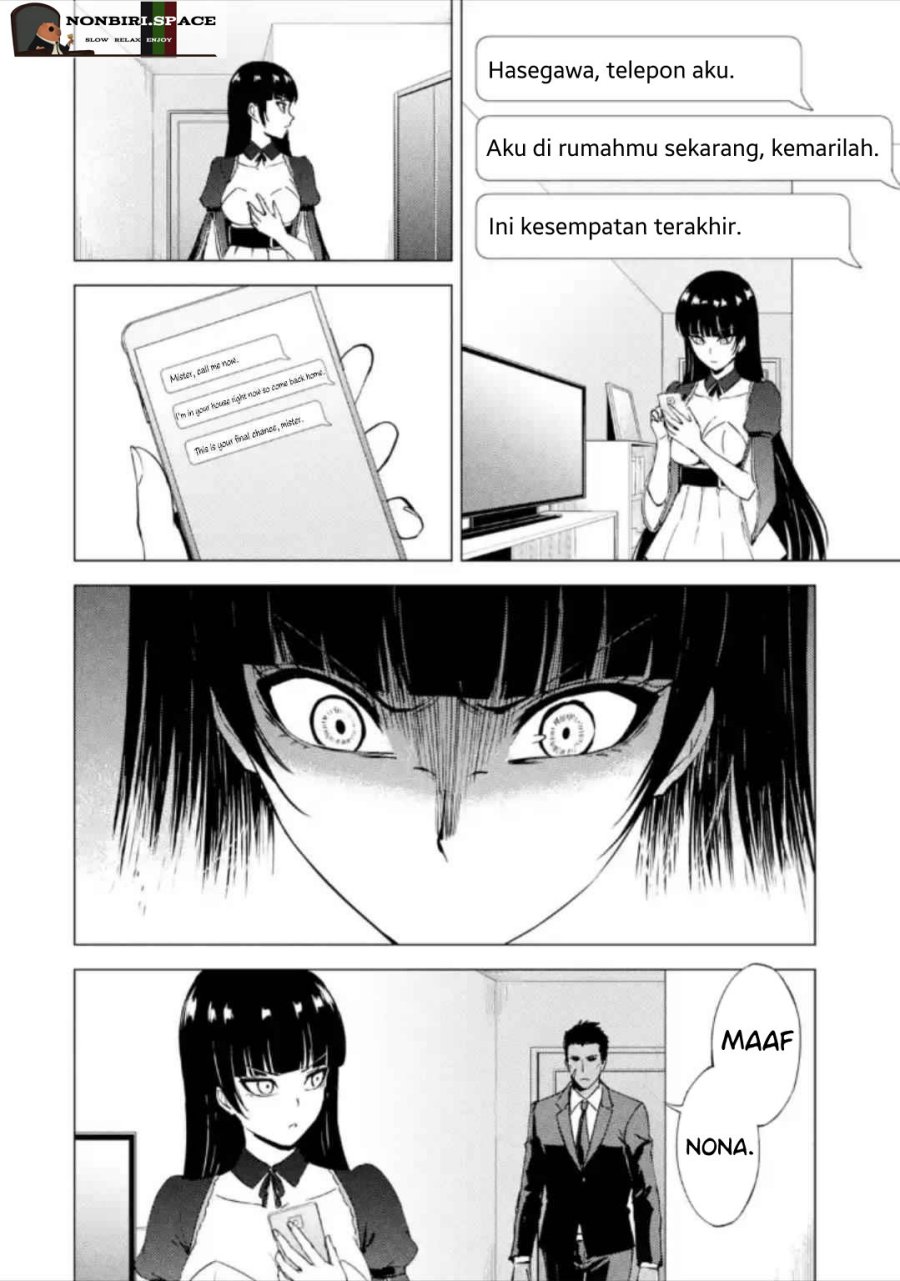 NONBIRI.SPACE
SLOW RELAX ENJOY
Hasegawa, telepon aku.
Aku di rumahmu sekarang, kemarilah.
Ini kesempatan terakhir.
Mister, call me now.
I'm in your house right now so come back home.
This is your final chance, mister.
MAAF
NONA.